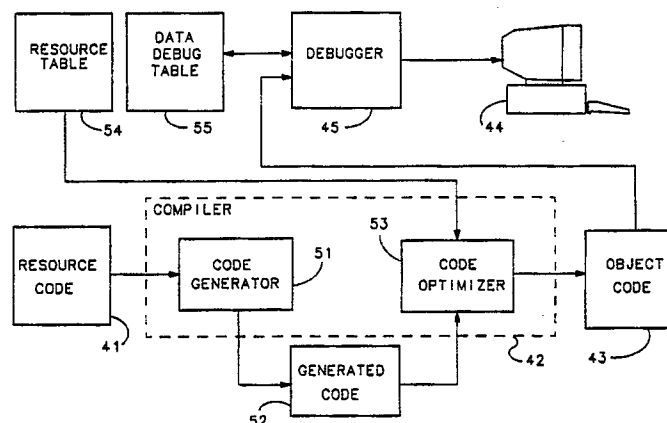 RESOURCE
TABLE
54
DATA
DEBUG
TABLE
55
DEBUGGER
45
44
COMPILER
RESOURCE
CODE
41
CODE
GENERATOR
51
53
CODE
OPTIMIZER
OBJECT
CODE
43
42
GENERATED
CODE
52